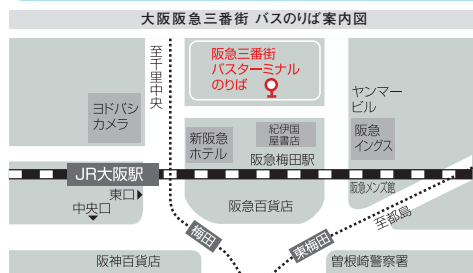 大阪阪急三番街 バスのりば案内図
至千里中央
阪急三番街
バスターミナル
のりば
ヨドバシ
カメラ
新阪急
ホテル
紀伊国
屋書店
阪急梅田駅
ヤンマー
ビル
阪急
イングス
JR大阪駅
東口
中央口
阪急百貨店
阪急メンズ館
至都島
梅田
東梅田
阪神百貨店
曽根崎警察署